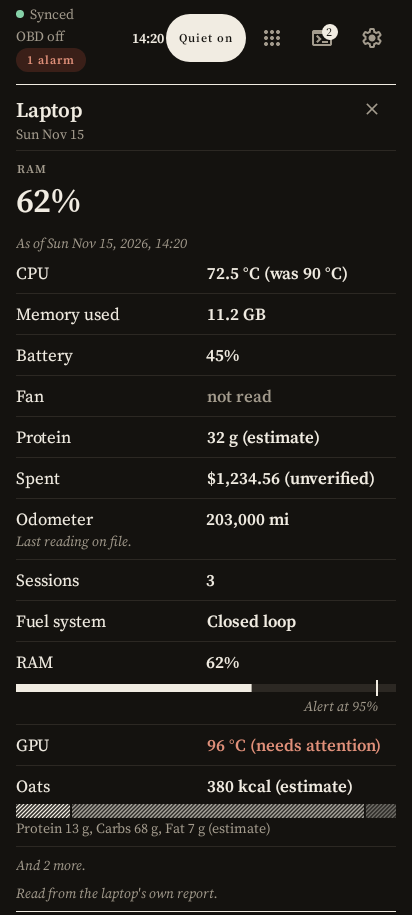 Synced
OBD off
1 alarm
14:20
Quiet on
2
Laptop
Sun Nov 15
RAM
62%
As of Sun Nov 15, 2026, 14:20
CPU 72.5 °C (was 90 °C)
Memory used 11.2 GB
Battery 45%
Fan not read
Protein 32 g (estimate)
Spent $1,234.56 (unverified)
Odometer 203,000 mi
Last reading on file.
Sessions 3
Fuel system Closed loop
RAM 62%
Alert at 95%
GPU 96 °C (needs attention)
Oats 380 kcal (estimate)
Protein 13 g, Carbs 68 g, Fat 7 g (estimate)
And 2 more.
Read from the laptop's own report.